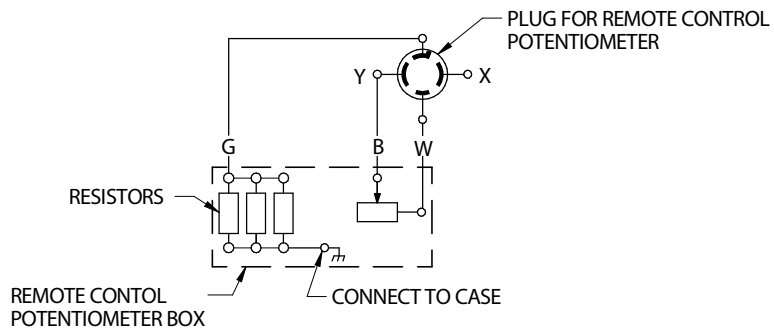 PLUG FOR REMOTE CONTROL
POTENTIOMETER
Y
X
G
B
W
RESISTORS
REMOTE CONTOL
POTENTIOMETER BOX
CONNECT TO CASE